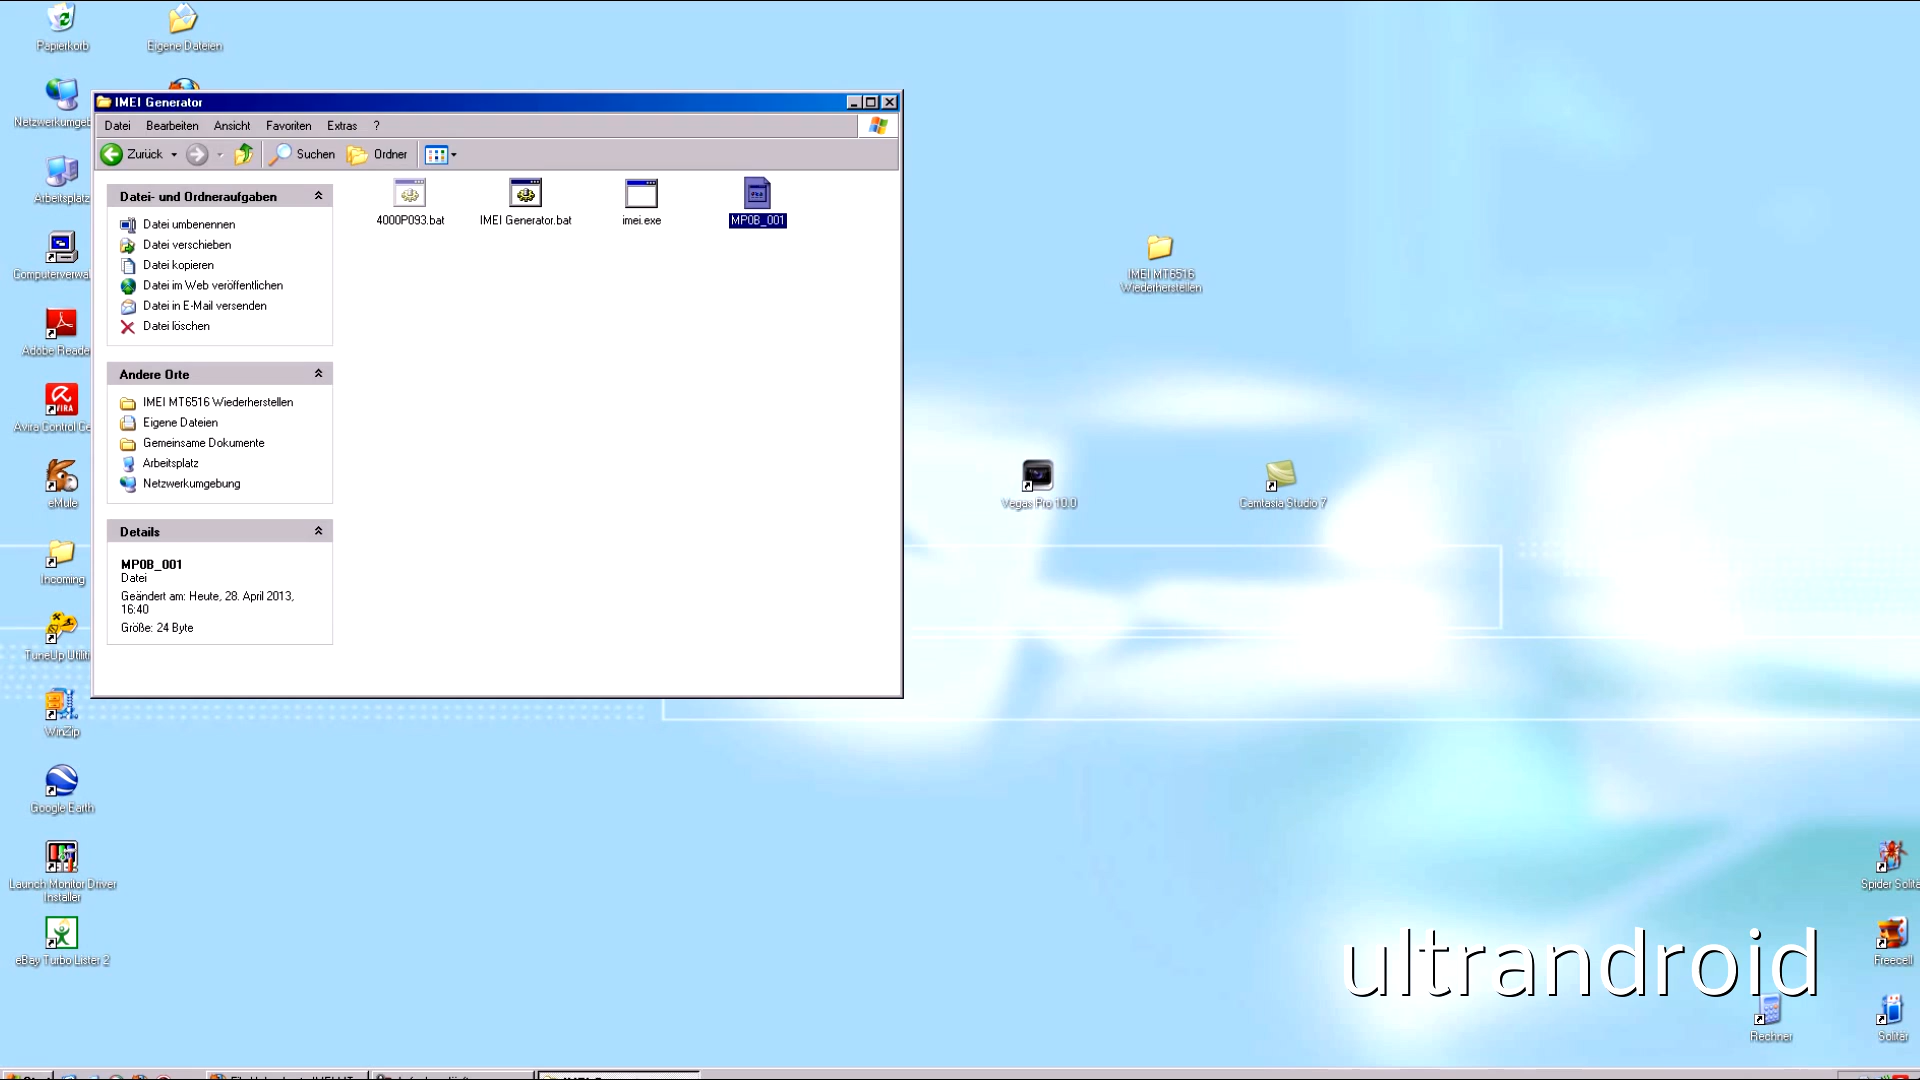 Papierkorb
Eigene Dateien
IMEI Generator
Datei Bearbeiten Ansicht Favoriten Extras ?
Zurück Suchen Ordner
Datei- und Ordneraufgaben
Datei umbenennen
Datei verschieben
Datei kopieren
Datei im Web veröffentlichen
Datei in E-Mail versenden
Datei löschen
Andere Orte
IMEI MT6516 Wiederherstellen
Eigene Dateien
Gemeinsame Dokumente
Arbeitsplatz
Netzwerkumgebung
Details
MP0B_001
Datei
Geändert am: Heute, 28. April 2013,
16:40
Größe: 24 Byte
4000P093.bat
IMEI Generator.bat
imei.exe
MP0B_001
Netzwerkumgeb
Arbeitsplatz
Computerverwal
Adobe Reade
Avira Control Ce
eMule
Incoming
TuneUp Utiliti
WinZip
Google Earth
Launch Monitor Driver
Installer
eBay Turbo Lister 2
IMEI MT6516
Wiederherstellen
Vegas Pro 10.0
Camtasia Studio 7
Spider Solitä
Freecell
ultrandroid
Rechner
Solitär